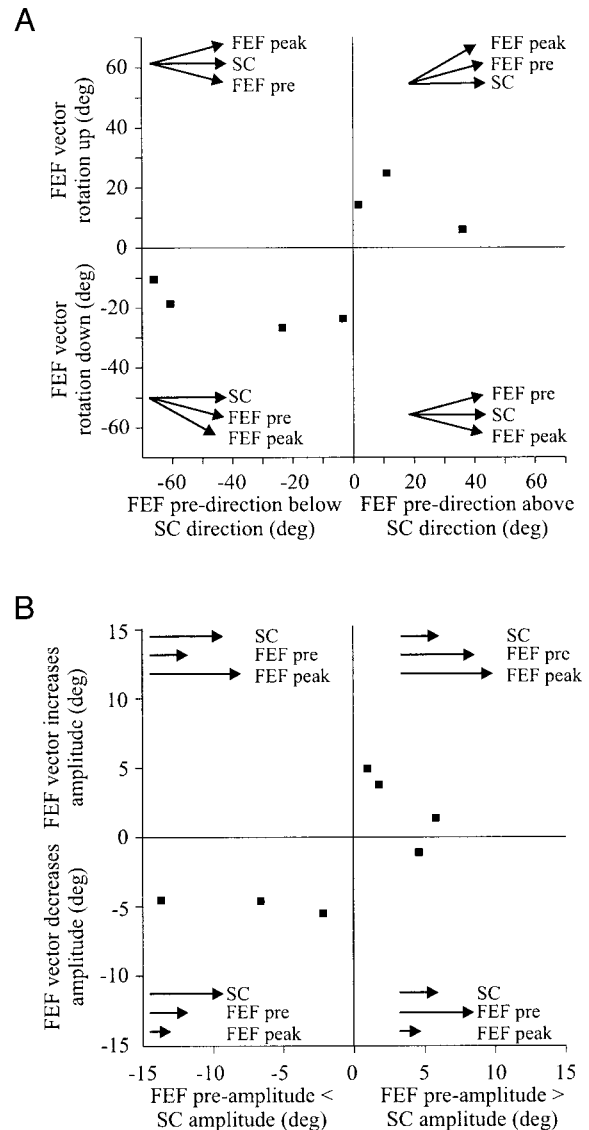 A
FEF vector
rotation up (deg)
FEF vector
rotation down (deg)
60
40
20
0
-20
-40
-60
FEF peak
SC
FEF pre
FEF peak
FEF pre
SC
SC
FEF pre
FEF peak
FEF pre
SC
FEF peak
-60 -40 -20 0 20 40 60
FEF pre-direction below
SC direction (deg)
FEF pre-direction above
SC direction (deg)
B
FEF vector increases
amplitude (deg)
FEF vector decreases
amplitude (deg)
15
10
5
0
-5
-10
-15
SC
FEF pre
FEF peak
SC
FEF pre
FEF peak
SC
FEF pre
FEF peak
SC
FEF pre
FEF peak
-15 -10 -5 0 5 10 15
FEF pre-amplitude <
SC amplitude (deg)
FEF pre-amplitude >
SC amplitude (deg)